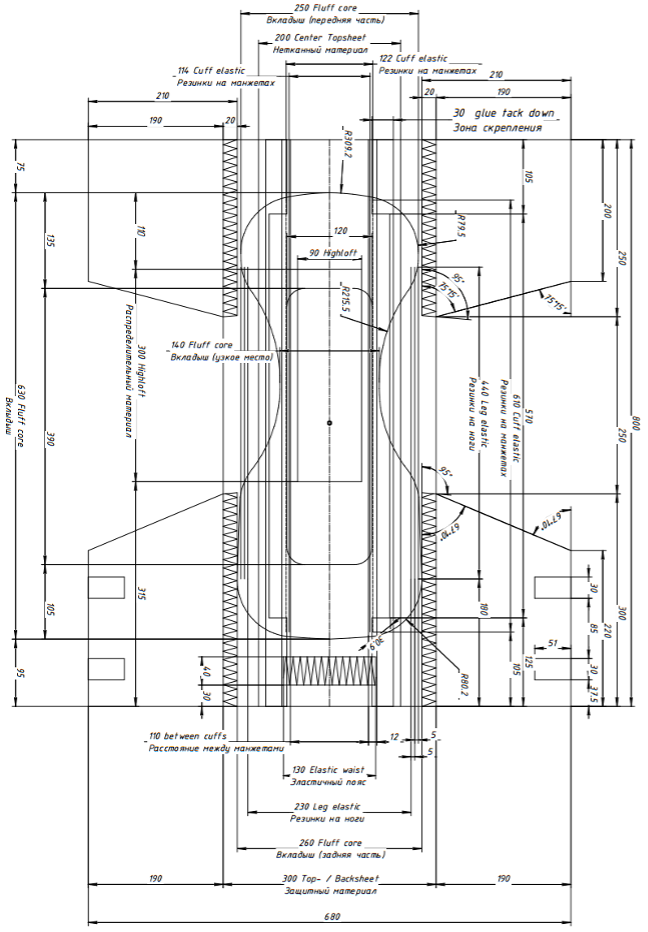 250 Fluff core
Вкладыш (передняя часть)
200 Center Topsheet
Нетканный материал
114 Cuff elastic
Резинки на манжетах
122 Cuff elastic
Резинки на манжетах
210
190
20
210
20
190
30 glue tack down
Зона скрепления
R309.2
75
135
110
105
200
250
R79.5
120
90 Highloft
R215.5
95°
75°15'
75°15'
140 Fluff core
Вкладыш (узкое место)
300 Highloft
Распределительный материал
630 Fluff core
Вкладыш
390
440 Leg elastic
Резинки на ноги
610 Cuff elastic
Резинки на манжетах
570
250
800
95°
67°10'
67°10'
315
105
95
180
30
85
220
300
51
30
37.5
125
105
30.9
R80.2
40
30
110 between cuffs
Расстояние между манжетами
12
5
5
130 Elastic waist
Эластичный пояс
230 Leg elastic
Резинки на ноги
260 Fluff core
Вкладыш (задняя часть)
190
300 Top- / Backsheet
Защитный материал
190
680